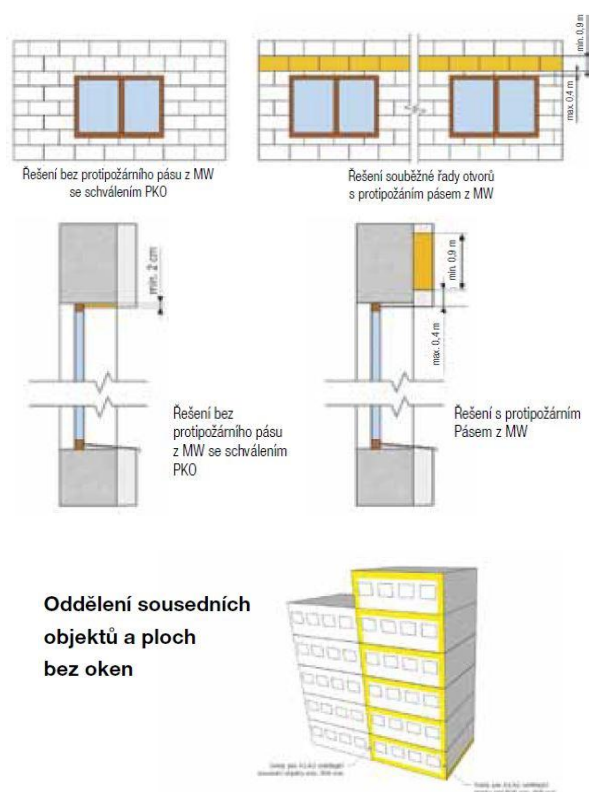 min. 0,9 m
max. 0.4 m
Řešení bez protipožárního pásu z MW
se schválením PKO
Řešení souběžné řady otvorů
s protipožáním pásem z MW
min. 2 cm
min. 0,9 m
max. 0,4 m
Řešení bez
protipožárního pásu
z MW se schválením
PKO
Řešení s protipožárním
Pásem z MW
Oddělení sousedních
objektů a ploch
bez oken